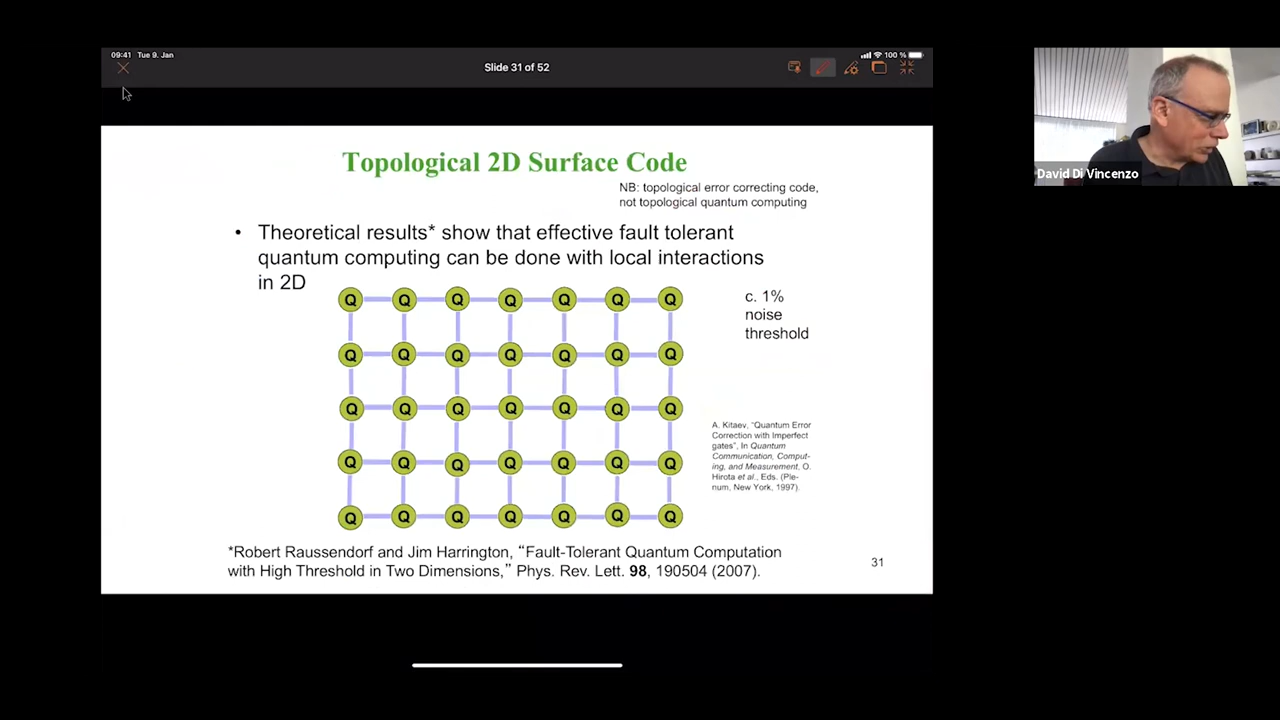 09:41 Tue 9. Jan
100 %
Slide 31 of 52
David Di Vincenzo
Topological 2D Surface Code
NB: topological error correcting code,
not topological quantum computing
• Theoretical results* show that effective fault tolerant
quantum computing can be done with local interactions
in 2D
Q Q Q Q Q Q Q
Q Q Q Q Q Q Q
Q Q Q Q Q Q Q
Q Q Q Q Q Q Q
Q Q Q Q Q Q Q
c. 1%
noise
threshold
A. Kitaev, “Quantum Error
Correction with Imperfect
gates”, In Quantum
Communication, Comput-
ing, and Measurement, O.
Hirota et al., Eds. (Ple-
num, New York, 1997).
*Robert Raussendorf and Jim Harrington, “Fault-Tolerant Quantum Computation
with High Threshold in Two Dimensions,” Phys. Rev. Lett. 98, 190504 (2007).
31